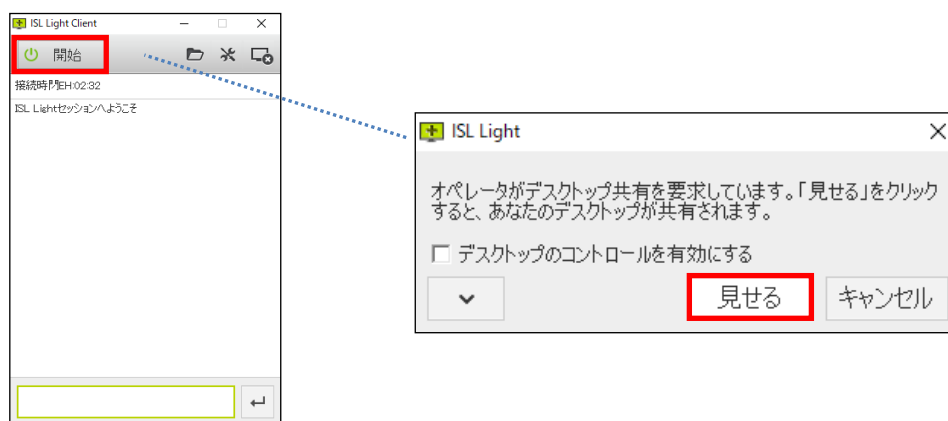 ISL Light Client
開始
接続時間EH:02:32
ISL Lightセッションへようこそ
ISL Light
オペレータがデスクトップ共有を要求しています。「見せる」をクリック
すると、あなたのデスクトップが共有されます。
デスクトップのコントロールを有効にする
見せる
キャンセル